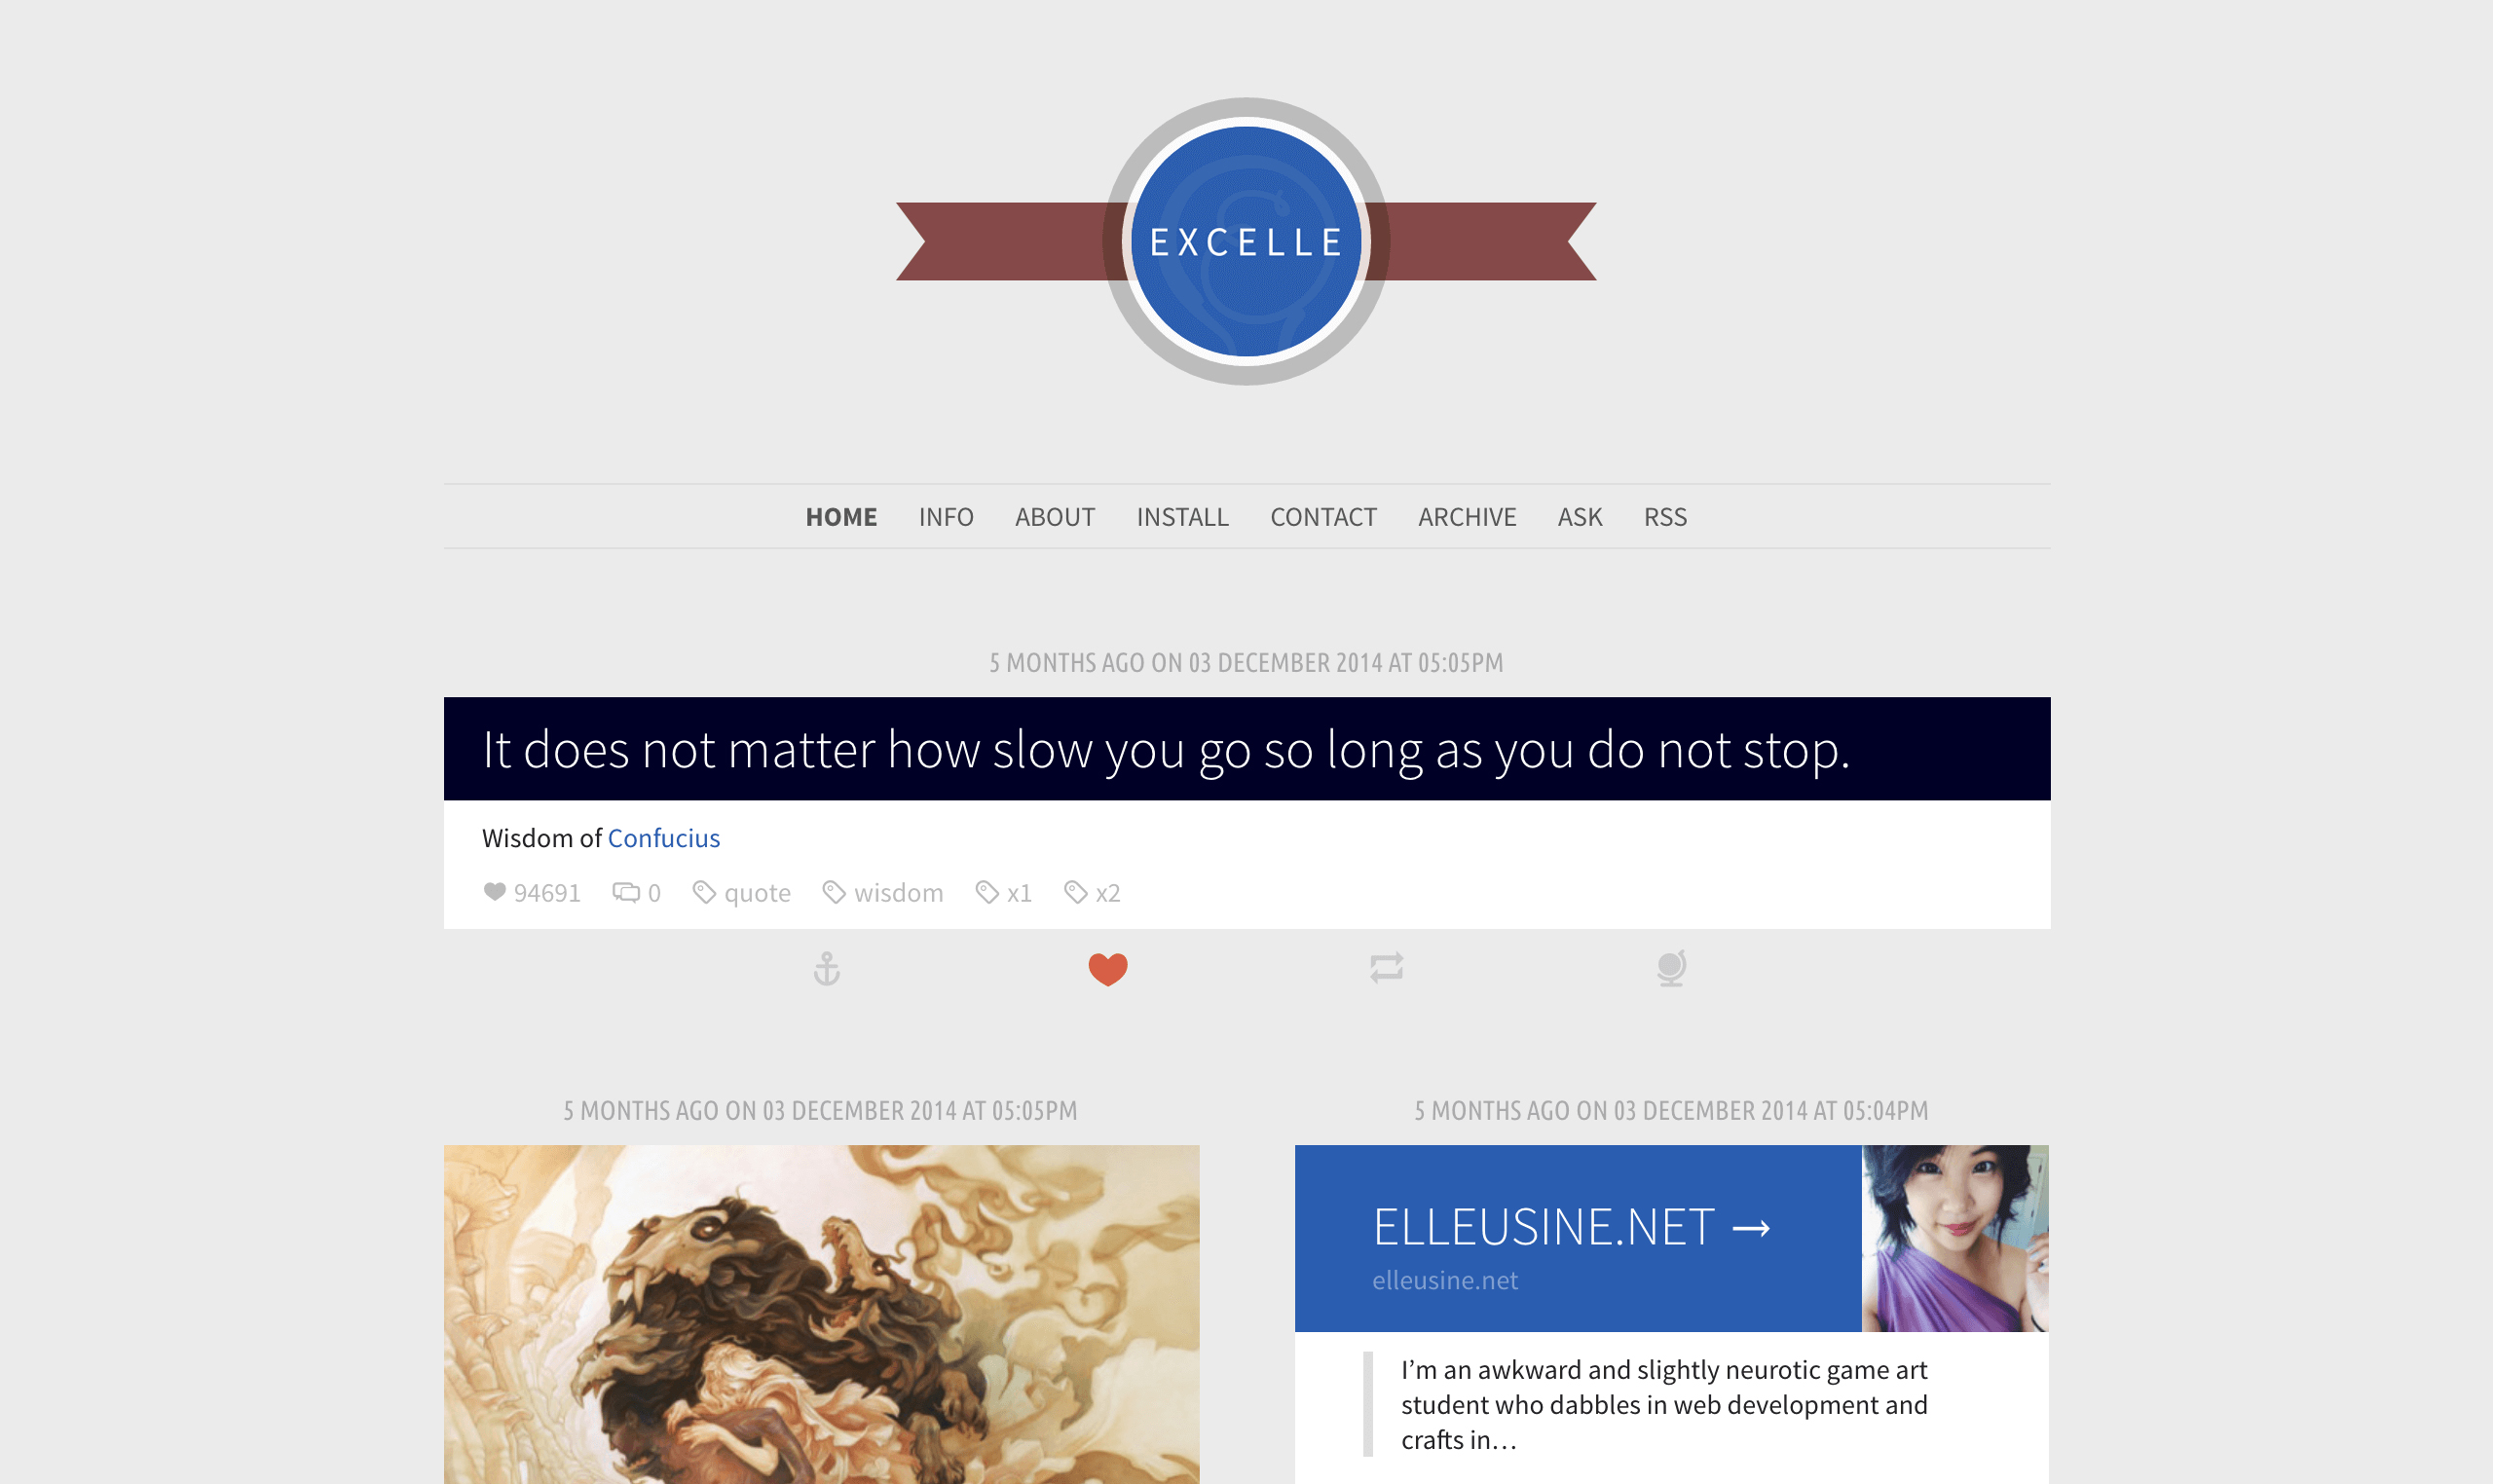 EXCELLE
HOME INFO ABOUT INSTALL CONTACT ARCHIVE ASK RSS
5 MONTHS AGO ON 03 DECEMBER 2014 AT 05:05PM
It does not matter how slow you go so long as you do not stop.
Wisdom of Confucius
94691 0 quote wisdom x1 x2
5 MONTHS AGO ON 03 DECEMBER 2014 AT 05:05PM
5 MONTHS AGO ON 03 DECEMBER 2014 AT 05:04PM
ELLEUSINE.NET →
elleusine.net
I’m an awkward and slightly neurotic game art
student who dabbles in web development and
crafts in…